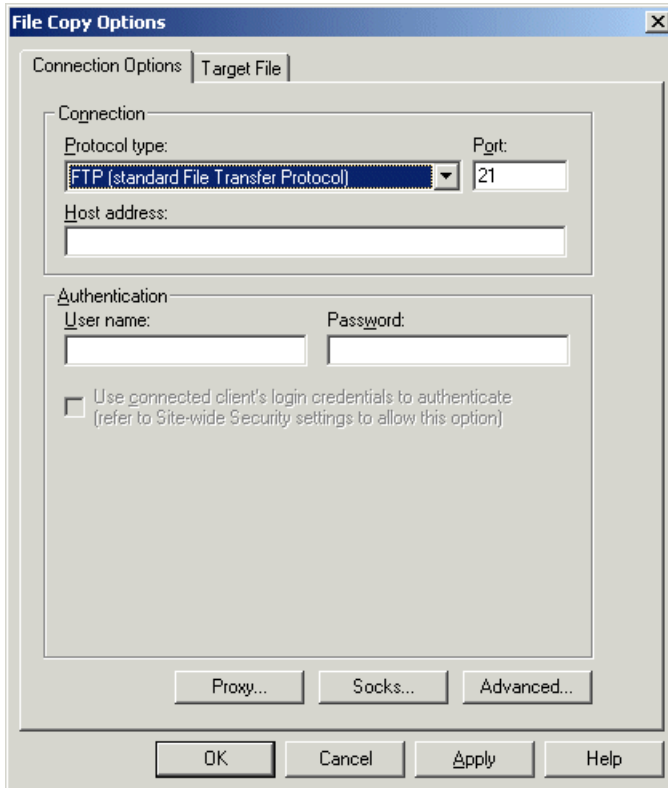 File Copy Options
Connection Options Target File
Connection
Protocol type: Port:
FTP (standard File Transfer Protocol) 21
Host address:
Authentication
User name: Password:
Use connected client's login credentials to authenticate
(refer to Site-wide Security settings to allow this option)
Proxy... Socks... Advanced...
OK Cancel Apply Help